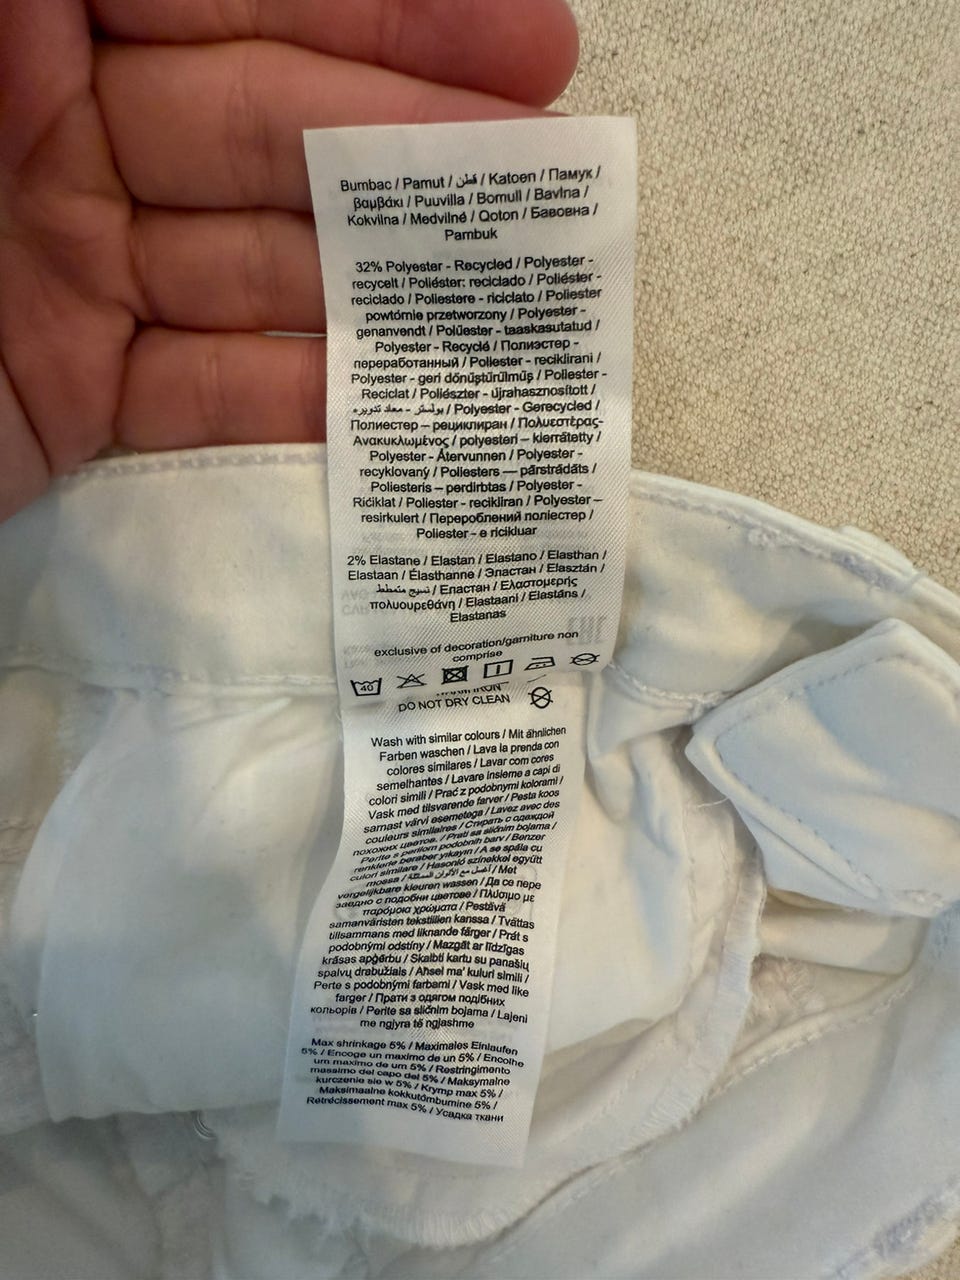 Bumbac / Pamut / قطن / Katoen / Памук /
βαμβάκι / Puuvilla / Bomull / Bavlna /
Kokvilna / Medvilnė / Qoton / Бавовна /
Pambuk
32% Polyester - Recycled / Polyester -
recycelt / Poliéster: reciclado / Poliéster -
reciclado / Poliestere - riciclato / Poliester
powtórnie przetworzony / Polyester -
genanvendt / Polüester - taaskasutatud /
Polyester - Recyclé / Полиэстер -
переработанный / Poliester - reciklirani /
Polyester - geri dönüştürülmüş / Poliester -
Reciclat / Poliészter - újrahasznosított /
بوليستر - معاد تدويره / Polyester - Gerecycled /
Полиестер – рециклиран / Πολυεστέρας-
Ανακυκλωμένος / polyesteri – kierrätetty /
Polyester - Återvunnen / Polyester -
recyklovaný / Poliesters — pārstrādāts /
Poliesteris – perdirbtas / Polyester -
Riċiklat / Poliester - recikliran / Polyester –
resirkulert / Перероблений поліестер /
Poliester - e ricikluar
2% Elastane / Elastan / Elastano / Elasthan /
Elastaan / Élasthanne / Эластан / Elasztán /
نسيج متمطط / Еластан / Ελαστομερής
πολυουρεθάνη / Elastaani / Elastāns /
Elastanas
exclusive of decoration/garniture non
comprise
40
WARM IRON
DO NOT DRY CLEAN
Wash with similar colours / Mit ähnlichen
Farben waschen / Lava la prenda con
colores similares / Lavar com cores
semelhantes / Lavare insieme a capi di
colori simili / Prać z podobnymi kolorami /
Vask med tilsvarende farver / Pesta koos
samast värvi esemetega / Lavez avec des
couleurs similaires / Стирать с одеждой
похожих цветов. / Prati sa sličnim bojama /
Perite s perilom podobnih barv / Benzer
renklerle beraber yıkayın / A se spăla cu
culori similare / Hasonló színekkel együtt
mossa / اغسل مع الألوان المماثلة / Met
vergelijkbare kleuren wassen / Да се пере
заедно с подобни цветове / Πλύσιμο με
παρόμοια χρώματα / Pestävä
samanväristen tekstiilien kanssa / Tvättas
tillsammans med liknande färger / Prát s
podobnými odstíny / Mazgāt ar līdzīgas
krāsas apģērbu / Skalbti kartu su panašių
spalvų drabužiais / Aħsel ma' kuluri simili /
Perte s podobnými farbami / Vask med like
farger / Прати з одягом подібних
кольорів / Perite sa sličnim bojama / Lajeni
me ngjyra të ngjashme
Max shrinkage 5% / Maximales Einlaufen
5% / Encoge un maximo de un 5% / Encolhe
um maximo de um 5% / Restringimento
massimo del capo del 5% / Maksymalne
kurczenie sie w 5% / Krymp max 5% /
Maksimaalne kokkutõmbumine 5% /
Rétrécissement max 5% / Усадка ткани